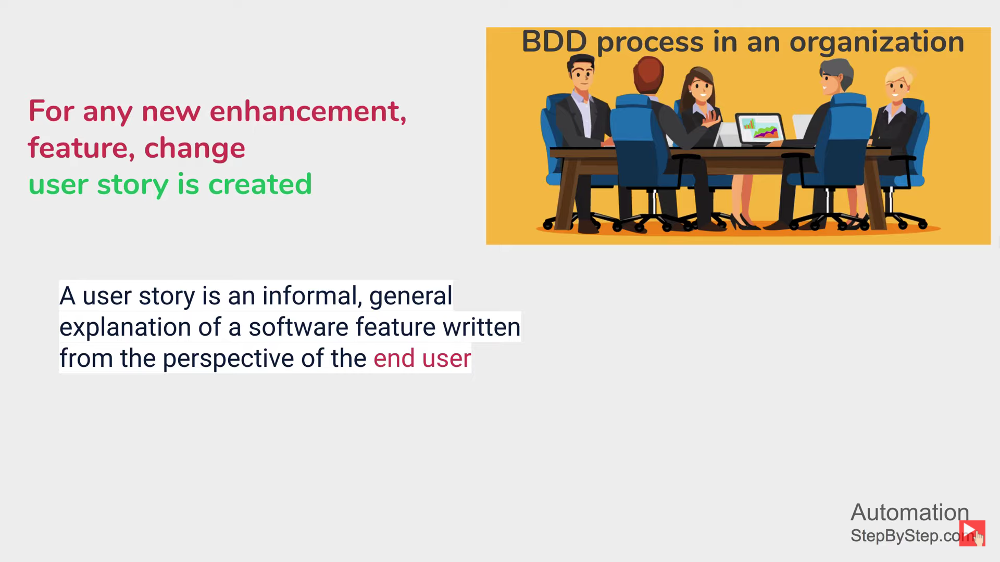 BDD process in an organization
For any new enhancement,
feature, change
user story is created
A user story is an informal, general
explanation of a software feature written
from the perspective of the end user
Automation
StepByStep.com